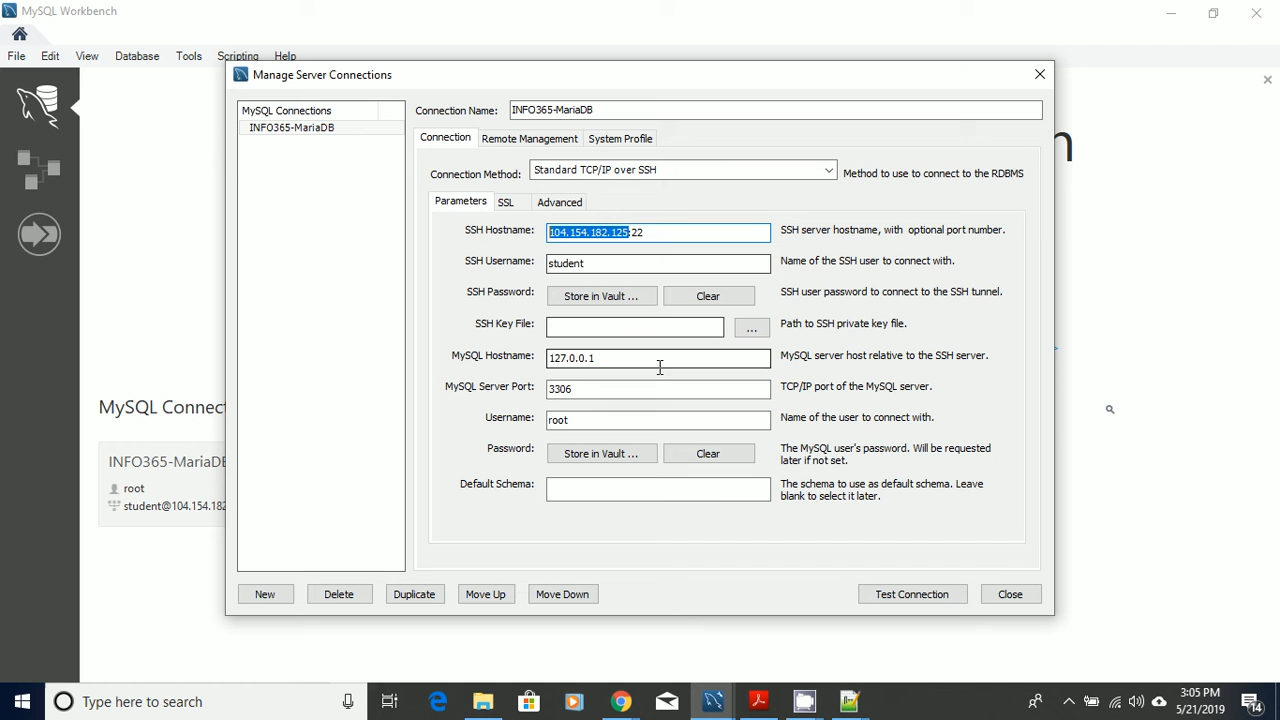 MySQL Workbench
File Edit View Database Tools Scripting Help
Manage Server Connections
MySQL Connections
INFO365-MariaDB
Connection Name: INFO365-MariaDB
Connection Remote Management System Profile
Connection Method: Standard TCP/IP over SSH Method to use to connect to the RDBMS
Parameters SSL Advanced
SSH Hostname: 104.154.182.125:22 SSH server hostname, with optional port number.
SSH Username: student Name of the SSH user to connect with.
SSH Password: Store in Vault ... Clear SSH user password to connect to the SSH tunnel.
SSH Key File: ... Path to SSH private key file.
MySQL Hostname: 127.0.0.1 MySQL server host relative to the SSH server.
MySQL Server Port: 3306 TCP/IP port of the MySQL server.
Username: root Name of the user to connect with.
Password: Store in Vault ... Clear The MySQL user's password. Will be requested
later if not set.
Default Schema: The schema to use as default schema. Leave
blank to select it later.
New Delete Duplicate Move Up Move Down Test Connection Close
MySQL Connect
INFO365-MariaDB
root
student@104.154.182
n
Type here to search
3:05 PM
5/21/2019
14